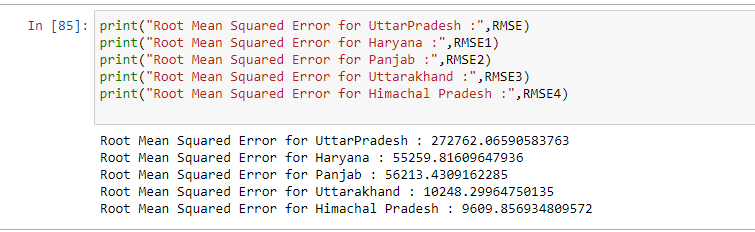 In [85]: print("Root Mean Squared Error for UttarPradesh :",RMSE)
print("Root Mean Squared Error for Haryana :",RMSE1)
print("Root Mean Squared Error for Panjab :",RMSE2)
print("Root Mean Squared Error for Uttarakhand :",RMSE3)
print("Root Mean Squared Error for Himachal Pradesh :",RMSE4)
Root Mean Squared Error for UttarPradesh : 272762.06590583763
Root Mean Squared Error for Haryana : 55259.81609647936
Root Mean Squared Error for Panjab : 56213.4309162285
Root Mean Squared Error for Uttarakhand : 10248.29964750135
Root Mean Squared Error for Himachal Pradesh : 9609.856934809572